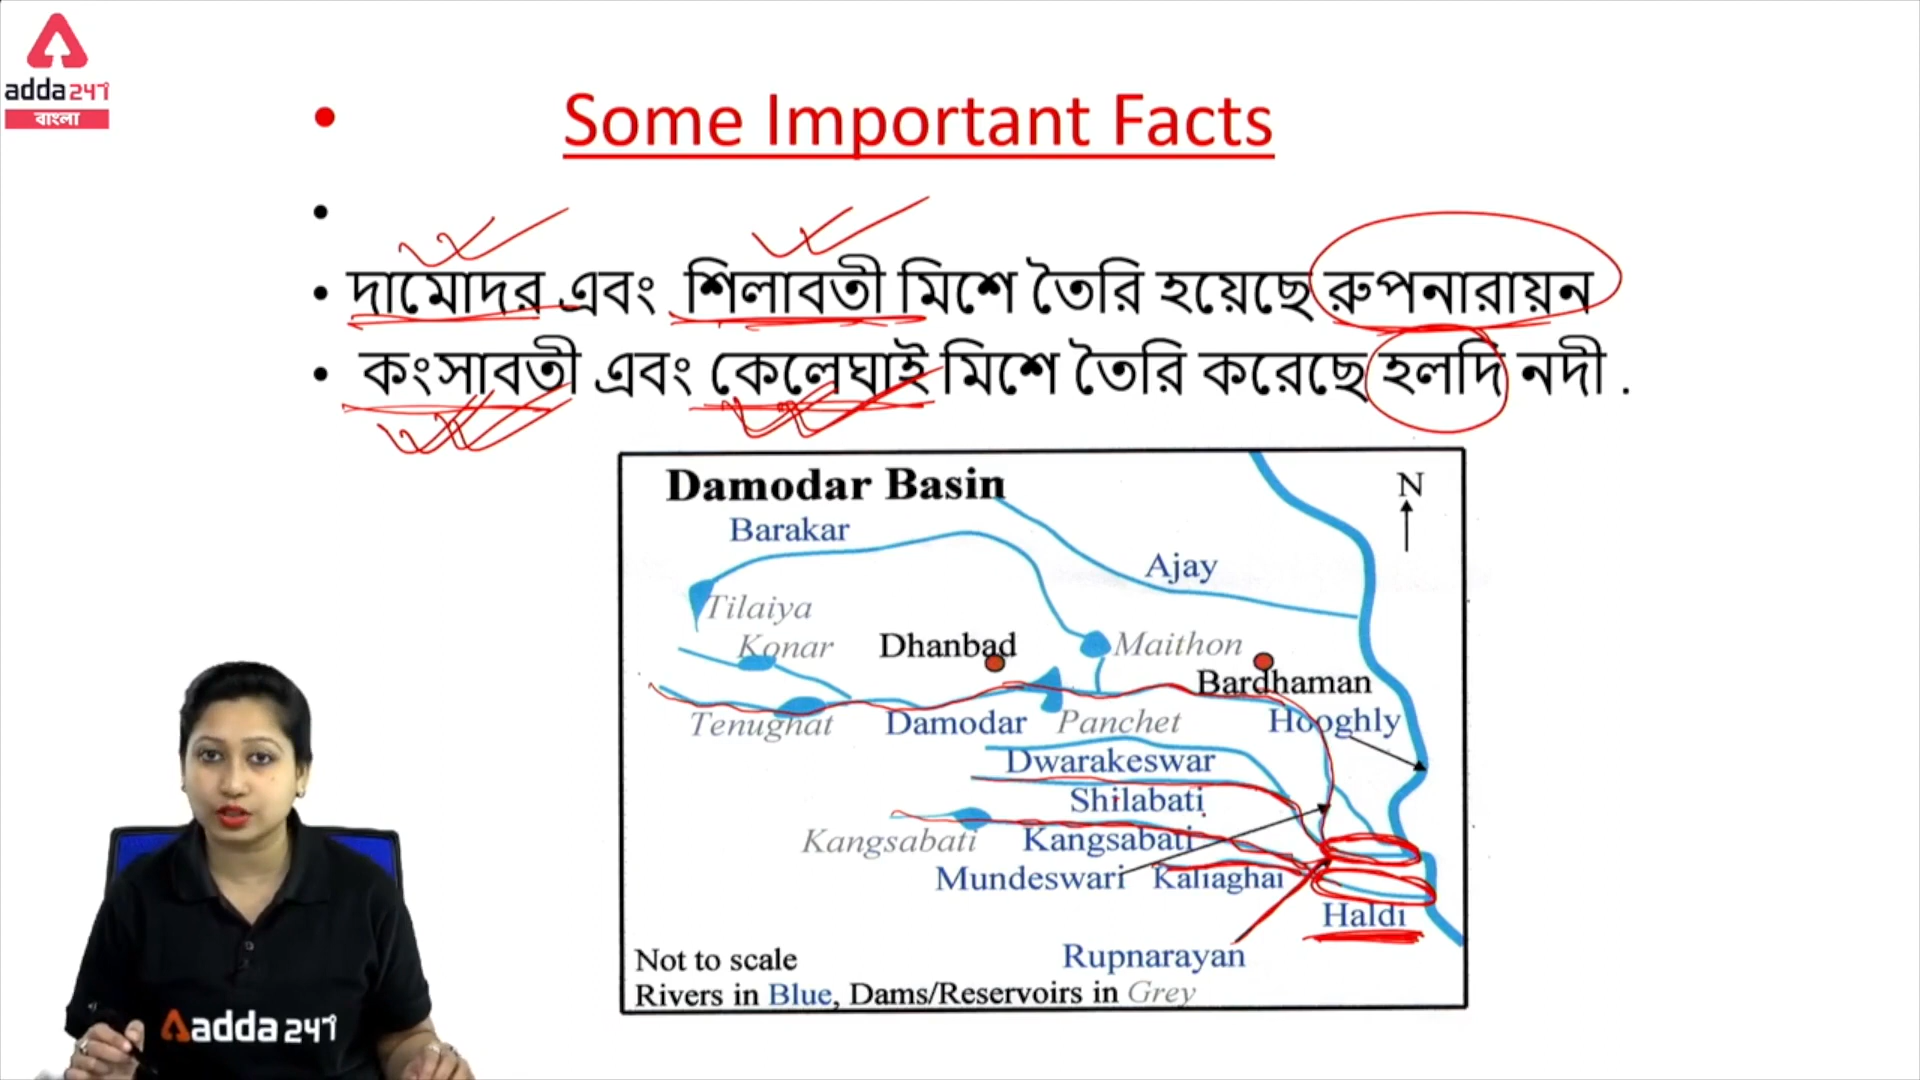 adda247
বাংলা
Some Important Facts
দামোদর এবং শিলাবতী মিশে তৈরি হয়েছে রুপনারায়ন
কংসাবতী এবং কেলেঘাই মিশে তৈরি করেছে হলদি নদী .
Damodar Basin
N
Barakar
Ajay
Tilaiya
Konar
Dhanbad
Maithon
Bardhaman
Tenughat
Damodar
Panchet
Hooghly
Dwarakeswar
Shilabati
Kangsabati
Kangsabati
Mundeswari
Kaliaghai
Haldi
Rupnarayan
Not to scale
Rivers in Blue, Dams/Reservoirs in Grey
adda247